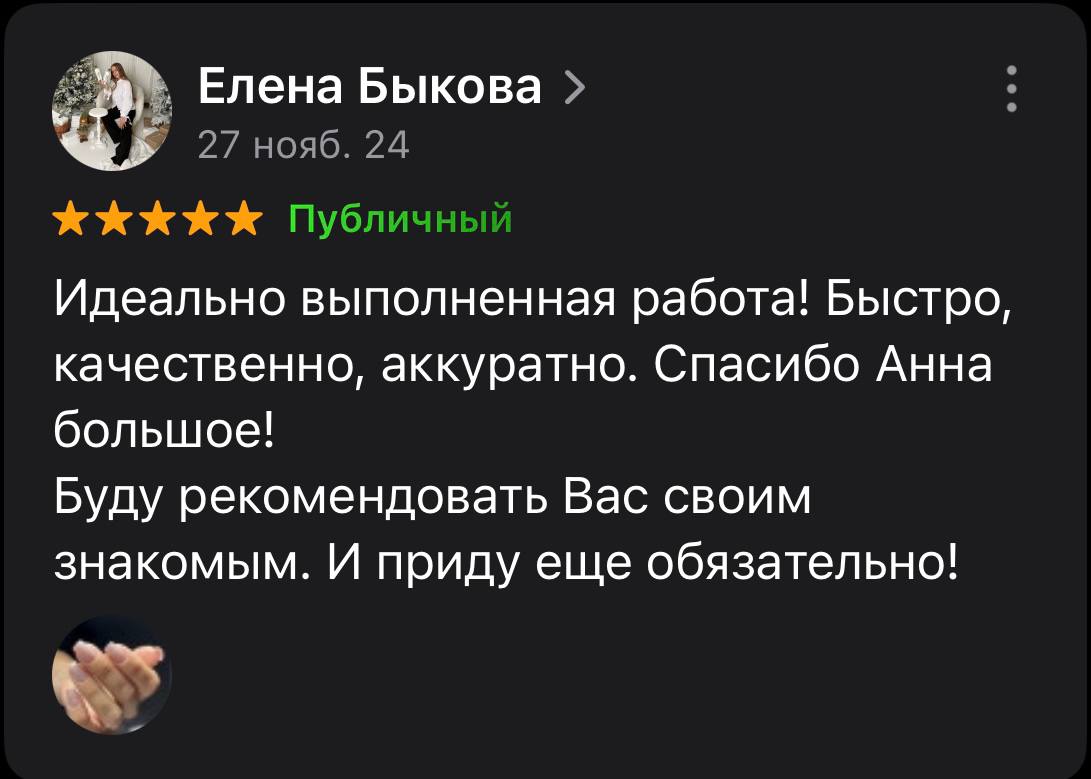 Елена Быкова
27 нояб. 24
Публичный
Идеально выполненная работа! Быстро,
качественно, аккуратно. Спасибо Анна
большое!
Буду рекомендовать Вас своим
знакомым. И приду еще обязательно!